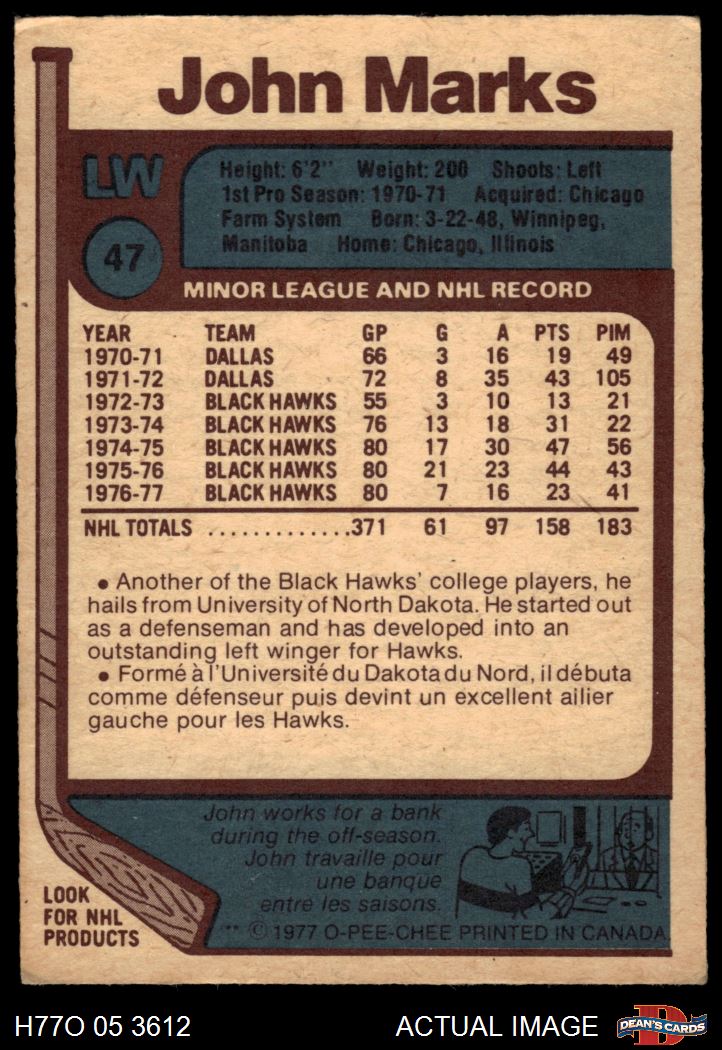 John Marks
LW
Height: 6'2" Weight: 200 Shoots: Left
1st Pro Season: 1970-71 Acquired: Chicago
Farm System Born: 3-22-48, Winnipeg,
Manitoba Home: Chicago, Illinois
47
MINOR LEAGUE AND NHL RECORD
YEAR TEAM GP G A PTS PIM
1970-71 DALLAS 66 3 16 19 49
1971-72 DALLAS 72 8 35 43 105
1972-73 BLACK HAWKS 55 3 10 13 21
1973-74 BLACK HAWKS 76 13 18 31 22
1974-75 BLACK HAWKS 80 17 30 47 56
1975-76 BLACK HAWKS 80 21 23 44 43
1976-77 BLACK HAWKS 80 7 16 23 41
NHL TOTALS .............371 61 97 158 183
• Another of the Black Hawks' college players, he
hails from University of North Dakota. He started out
as a defenseman and has developed into an
outstanding left winger for Hawks.
• Formé à l'Université du Dakota du Nord, il débuta
comme défenseur puis devint un excellent ailier
gauche pour les Hawks.
John works for a bank
during the off-season.
John travaille pour
une banque
entre les saisons.
LOOK
FOR NHL
PRODUCTS
** © 1977 O-PEE-CHEE PRINTED IN CANADA
H77O 05 3612 ACTUAL IMAGE DEAN'S CARDS